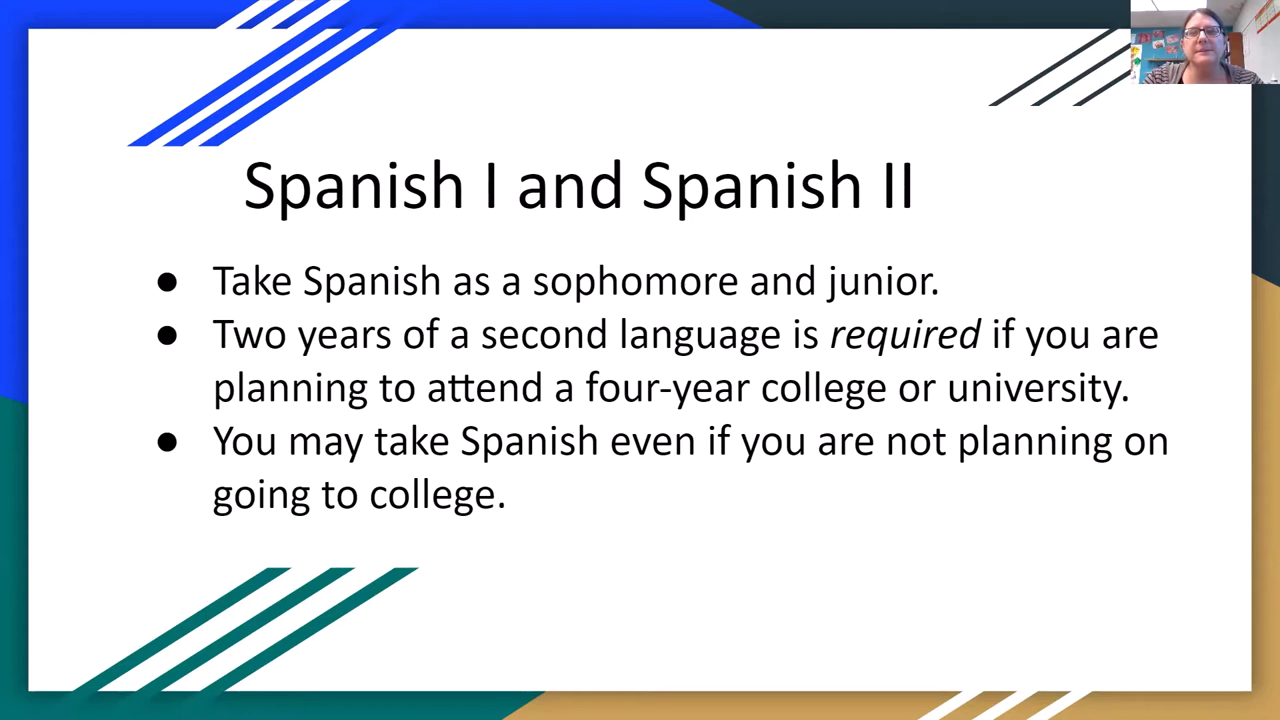 Spanish I and Spanish II
● Take Spanish as a sophomore and junior.
● Two years of a second language is required if you are
planning to attend a four-year college or university.
● You may take Spanish even if you are not planning on
going to college.